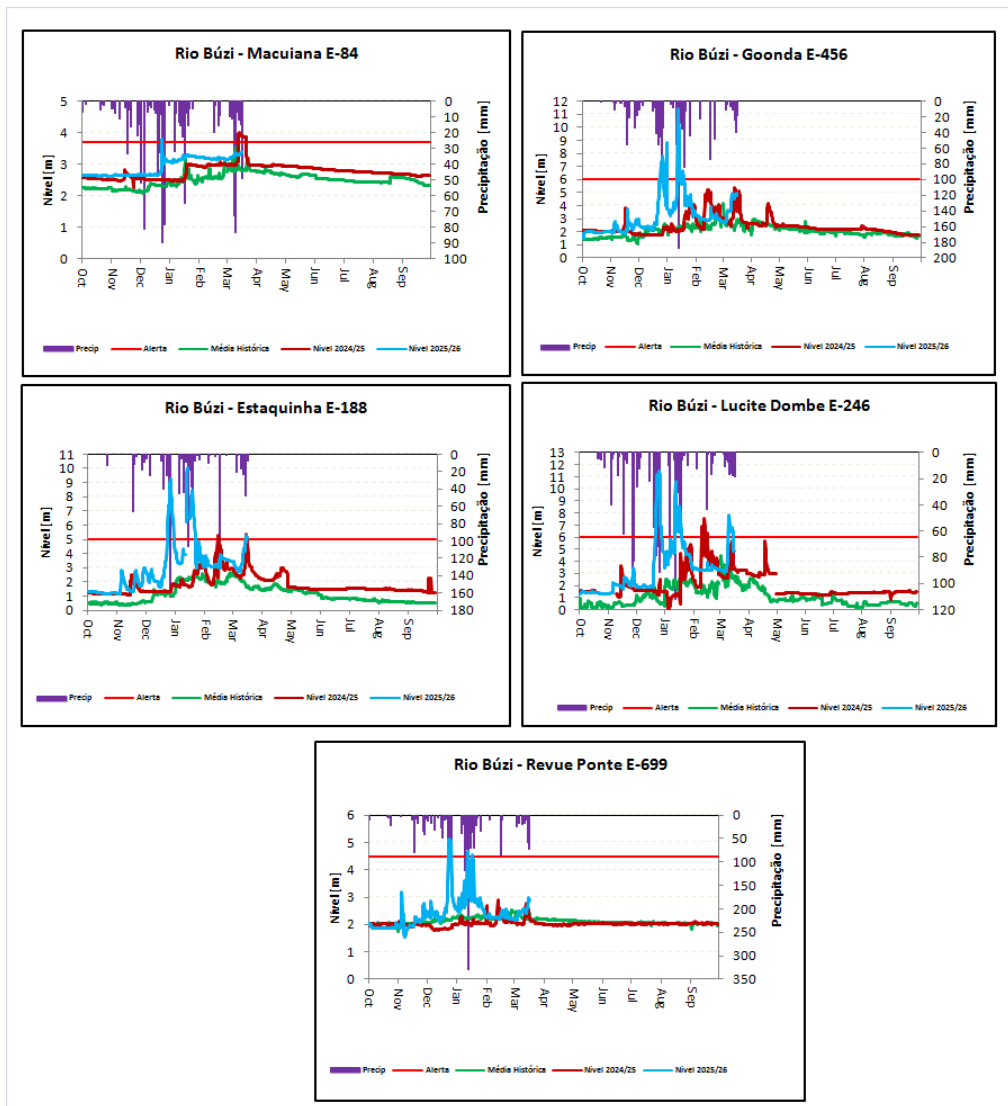 Rio Búzi - Macuiana E-84
Nível [m]
5
4
3
2
1
0
0
10
20
30
40
50
60
70
80
90
100
Precipitação [mm]
Oct
Nov
Dec
Jan
Feb
Mar
Apr
May
Jun
Jul
Aug
Sep
Precip Alerta Média Histórica Nivel 2024/25 Nivel 2025/26
Rio Búzi - Goonda E-456
Nível [m]
12
11
10
9
8
7
6
5
4
3
2
1
0
0
20
40
60
80
100
120
140
160
180
200
Precipitação [mm]
Oct
Nov
Dec
Jan
Feb
Mar
Apr
May
Jun
Jul
Aug
Sep
Precip Alerta Média Histórica Nivel 2024/25 Nivel 2025/26
Rio Búzi - Estaquinha E-188
Nível [m]
11
10
9
8
7
6
5
4
3
2
1
0
0
20
40
60
80
100
120
140
160
180
Precipitação [mm]
Oct
Nov
Dec
Jan
Feb
Mar
Apr
May
Jun
Jul
Aug
Sep
Precip Alerta Média Histórica Nivel 2024/25 Nivel 2025/26
Rio Búzi - Lucite Dombe E-246
Nível [m]
13
12
11
10
9
8
7
6
5
4
3
2
1
0
0
20
40
60
80
100
120
Precipitação [mm]
Oct
Nov
Dec
Jan
Feb
Mar
Apr
May
Jun
Jul
Aug
Sep
Precip Alerta Média Histórica Nivel 2024/25 Nivel 2025/26
Rio Búzi - Revue Ponte E-699
Nível [m]
6
5
4
3
2
1
0
0
50
100
150
200
250
300
350
Precipitação [mm]
Oct
Nov
Dec
Jan
Feb
Mar
Apr
May
Jun
Jul
Aug
Sep
Precip Alerta Média Histórica Nivel 2024/25 Nivel 2025/26